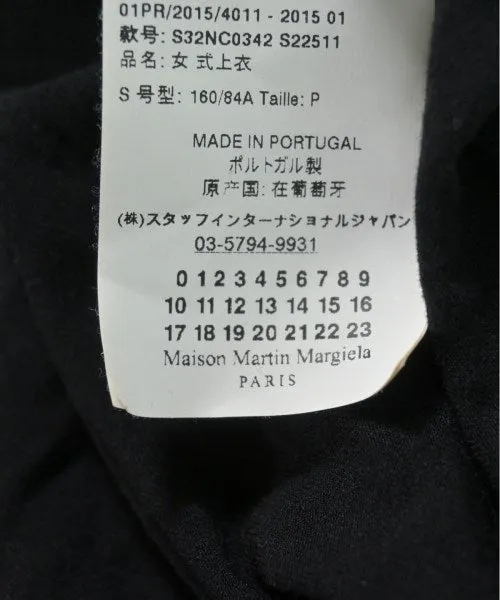 01PR/2015/4011 - 2015 01
款号: S32NC0342 S22511
品名: 女 式上衣
S 号型: 160/84A Taille: P
MADE IN PORTUGAL
ポルトガル製
原产国: 在葡萄牙
(株)スタッフインターナショナルジャパン
03-5794-9931
0 1 2 3 4 5 6 7 8 9
10 11 12 13 14 15 16
17 18 19 20 21 22 23
Maison Martin Margiela
PARIS